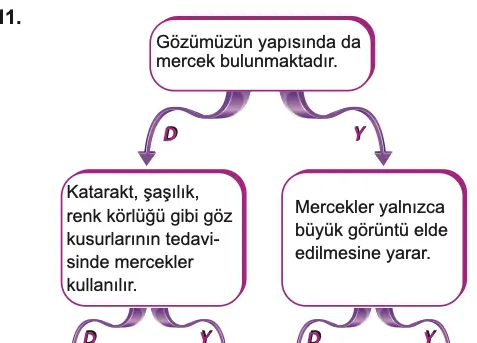 11.
Gözümüzün yapısında da
mercek bulunmaktadır.
D
Y
Katarakt, şaşılık,
renk körlüğü gibi göz
kusurlarının tedavi-
sinde mercekler
kullanılır.
Mercekler yalnızca
büyük görüntü elde
edilmesine yarar.
D
Y
D
Y